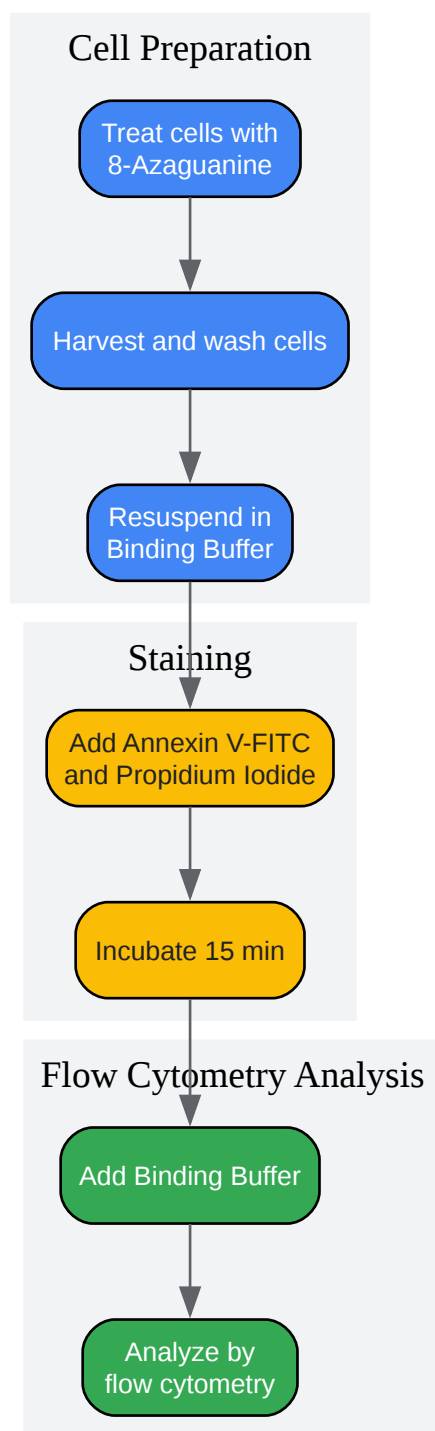 Cell Preparation
Treat cells with
8-Azaguanine
Harvest and wash cells
Resuspend in
Binding Buffer
Staining
Add Annexin V-FITC
and Propidium Iodide
Incubate 15 min
Flow Cytometry Analysis
Add Binding Buffer
Analyze by
flow cytometry